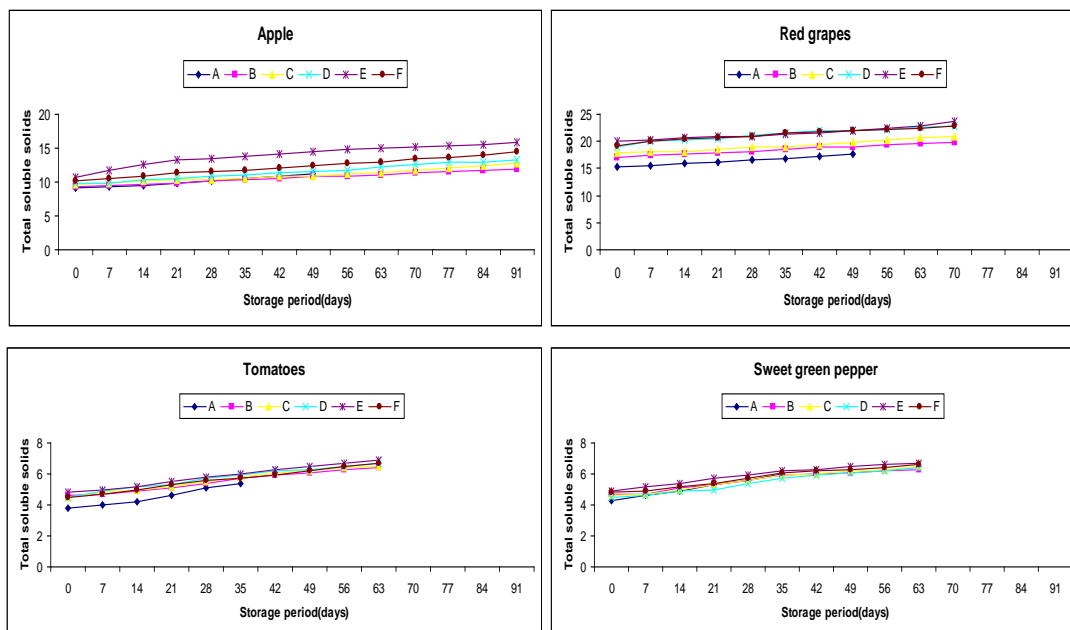 Apple
A B C D E F
Total soluble solids
20
15
10
5
0
0 7 14 21 28 35 42 49 56 63 70 77 84 91
Storage period(days)
Red grapes
A B C D E F
Total soluble solids
25
20
15
10
5
0
0 7 14 21 28 35 42 49 56 63 70 77 84 91
Storage period(days)
Tomatoes
A B C D E F
Total soluble solids
8
6
4
2
0
0 7 14 21 28 35 42 49 56 63 70 77 84 91
Storage period(days)
Sweet green pepper
A B C D E F
Total soluble solids
8
6
4
2
0
0 7 14 21 28 35 42 49 56 63 70 77 84 91
Storage period(days)